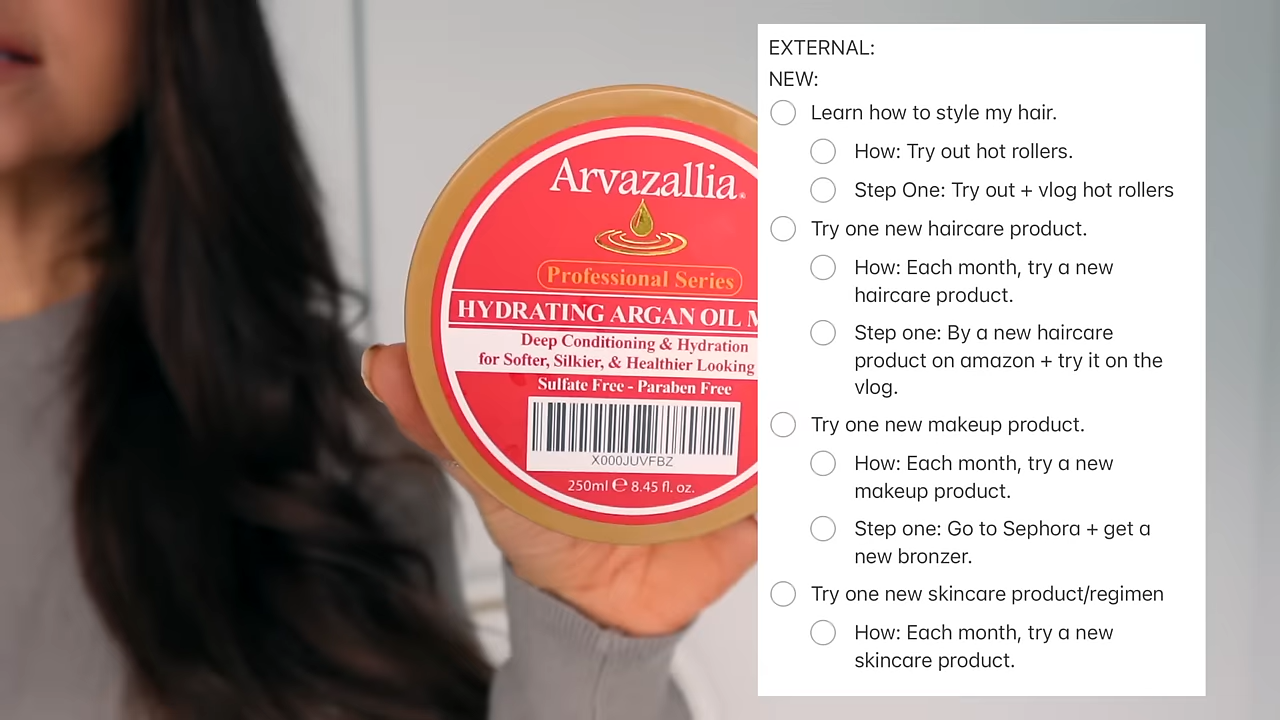 Arvazallia
Professional Series
HYDRATING ARGAN OIL
Deep Conditioning & Hydration
for Softer, Silkier, & Healthier Looking
Sulfate Free - Paraben Free
X000JUVFBZ
250ml e 8.45 fl. oz.
EXTERNAL:
NEW:
Learn how to style my hair.
How: Try out hot rollers.
Step One: Try out + vlog hot rollers
Try one new haircare product.
How: Each month, try a new
haircare product.
Step one: By a new haircare
product on amazon + try it on the
vlog.
Try one new makeup product.
How: Each month, try a new
makeup product.
Step one: Go to Sephora + get a
new bronzer.
Try one new skincare product/regimen
How: Each month, try a new
skincare product.